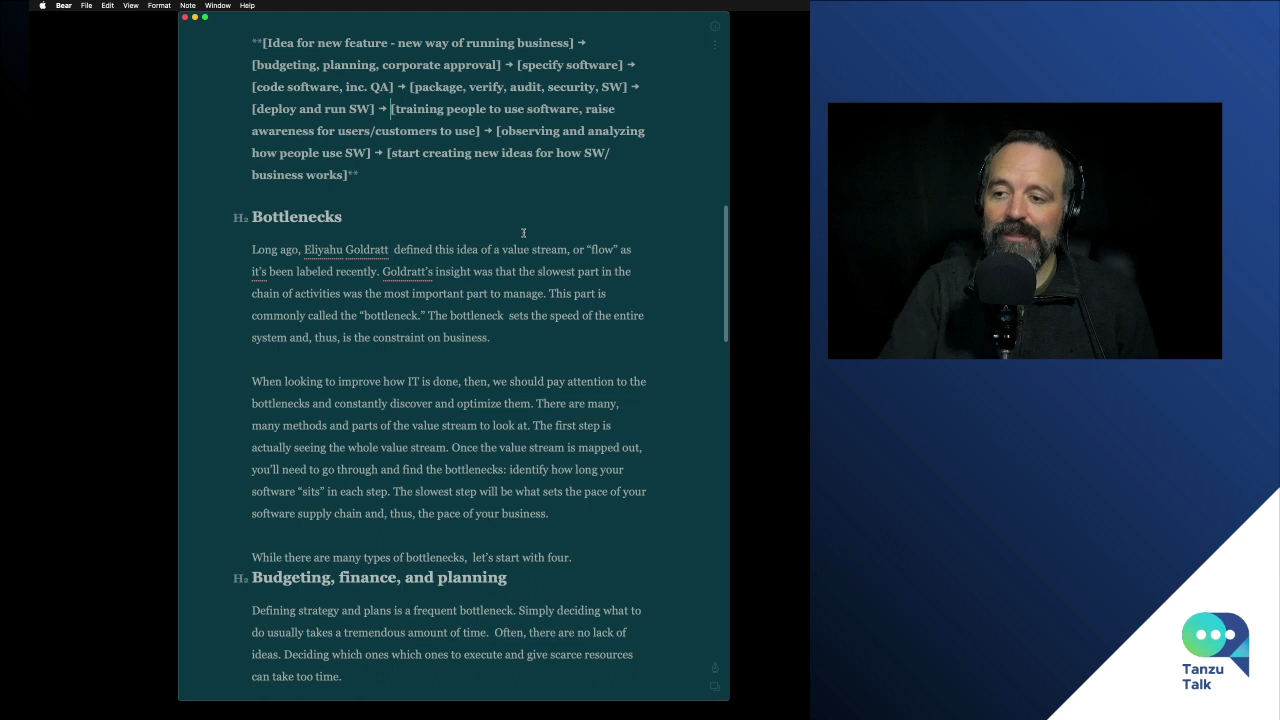 Bear File Edit View Format Note Window Help
**[Idea for new feature - new way of running business] →
[budgeting, planning, corporate approval] → [specify software] →
[code software, inc. QA] → [package, verify, audit, security, SW] →
[deploy and run SW] → [training people to use software, raise
awareness for users/customers to use] → [observing and analyzing
how people use SW] → [start creating new ideas for how SW/
business works]**
H2 Bottlenecks
Long ago, Eliyahu Goldratt  defined this idea of a value stream, or “flow” as
it’s been labeled recently. Goldratt’s insight was that the slowest part in the
chain of activities was the most important part to manage. This part is
commonly called the “bottleneck.” The bottleneck  sets the speed of the entire
system and, thus, is the constraint on business.
When looking to improve how IT is done, then, we should pay attention to the
bottlenecks and constantly discover and optimize them. There are many,
many methods and parts of the value stream to look at. The first step is
actually seeing the whole value stream. Once the value stream is mapped out,
you’ll need to go through and find the bottlenecks: identify how long your
software “sits” in each step. The slowest step will be what sets the pace of your
software supply chain and, thus, the pace of your business.
While there are many types of bottlenecks,  let’s start with four.
H2 Budgeting, finance, and planning
Defining strategy and plans is a frequent bottleneck. Simply deciding what to
do usually takes a tremendous amount of time.  Often, there are no lack of
ideas. Deciding which ones which ones to execute and give scarce resources
can take too time.
Tanzu
Talk